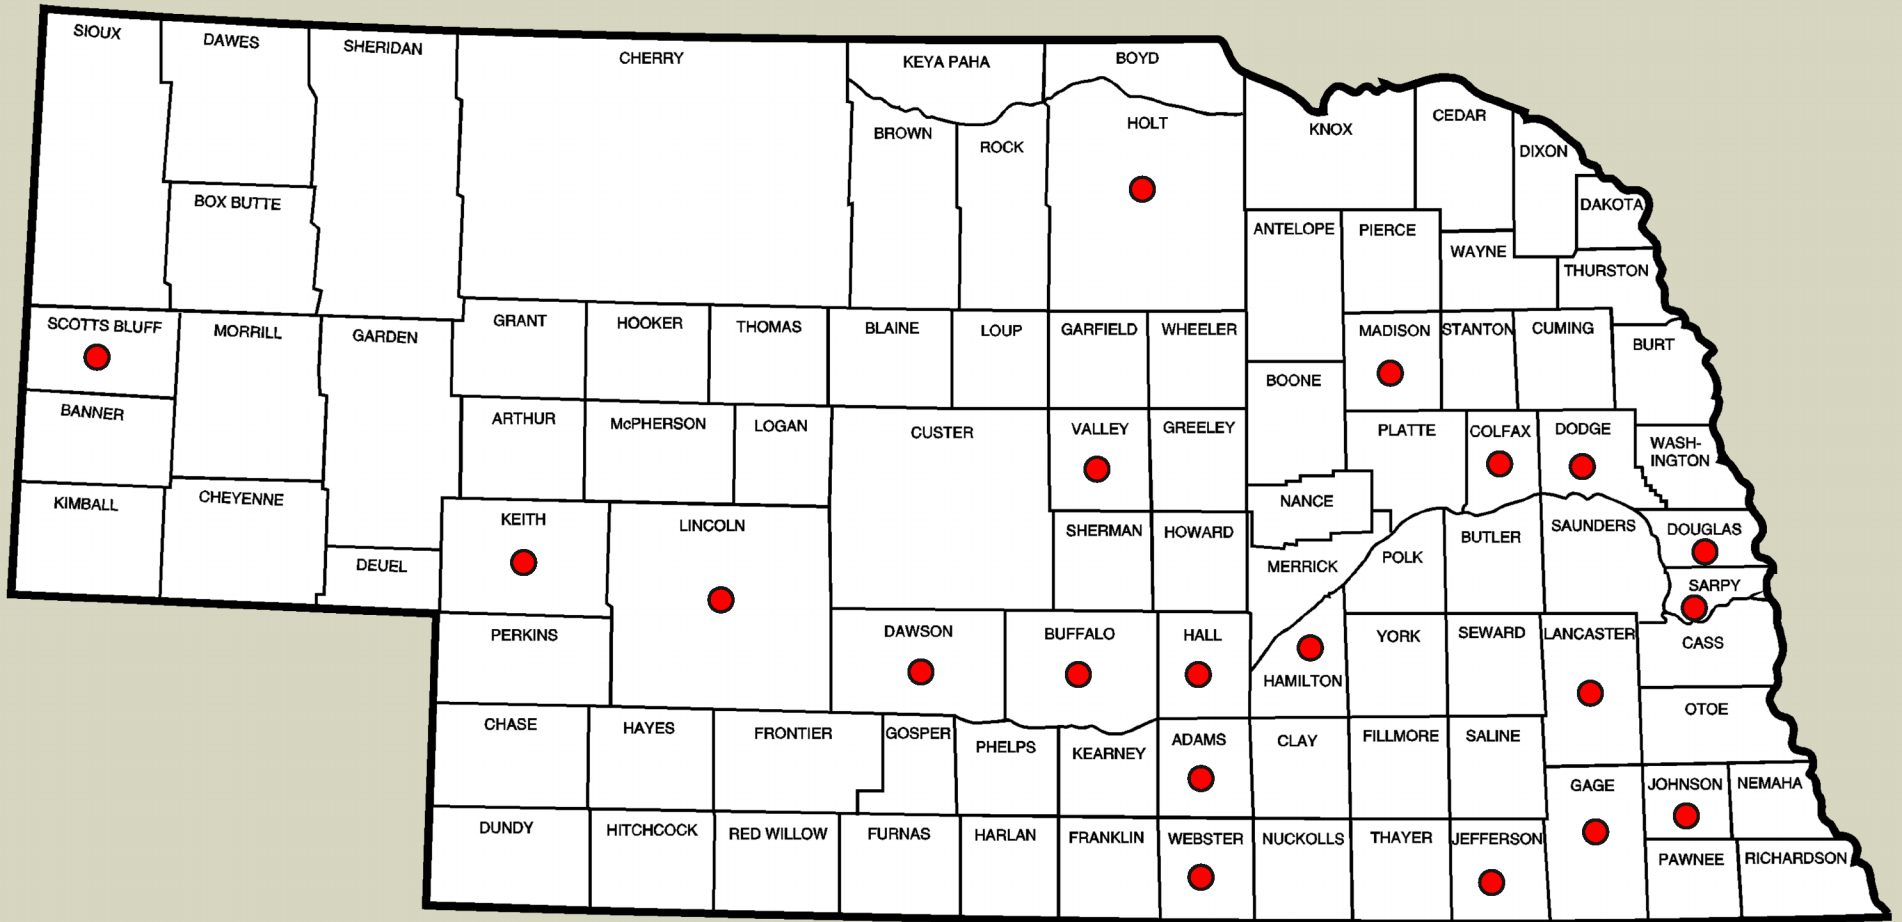 SIOUX
DAWES
SHERIDAN
CHERRY
KEYA PAHA
BOYD
BROWN
ROCK
HOLT
KNOX
CEDAR
DIXON
DAKOTA
BOX BUTTE
ANTELOPE
PIERCE
WAYNE
THURSTON
SCOTTS BLUFF
MORRILL
GARDEN
GRANT
HOOKER
THOMAS
BLAINE
LOUP
GARFIELD
WHEELER
MADISON
STANTON
CUMING
BURT
BANNER
ARTHUR
McPHERSON
LOGAN
CUSTER
VALLEY
GREELEY
BOONE
PLATTE
COLFAX
DODGE
WASH-
INGTON
KIMBALL
CHEYENNE
KEITH
LINCOLN
SHERMAN
HOWARD
NANCE
MERRICK
POLK
BUTLER
SAUNDERS
DOUGLAS
DEUEL
SARPY
PERKINS
DAWSON
BUFFALO
HALL
HAMILTON
YORK
SEWARD
LANCASTER
CASS
OTOE
CHASE
HAYES
FRONTIER
GOSPER
PHELPS
KEARNEY
ADAMS
CLAY
FILLMORE
SALINE
GAGE
JOHNSON
NEMAHA
DUNDY
HITCHCOCK
RED WILLOW
FURNAS
HARLAN
FRANKLIN
WEBSTER
NUCKOLLS
THAYER
JEFFERSON
PAWNEE
RICHARDSON